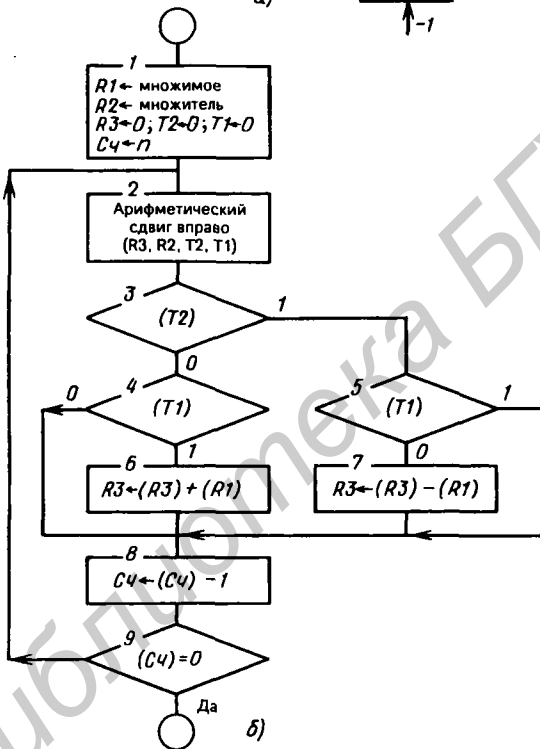 а)
-1
1
R1← множимое
R2← множитель
R3←0; T2←0; T1←0
Сч←n
2
Арифметический
сдвиг вправо
(R3, R2, T2, T1)
3
(T2)
1
0
4
(T1)
0
1
5
(T1)
1
0
6
R3←(R3) + (R1)
7
R3←(R3) − (R1)
8
Сч←(Сч) − 1
9
(Сч)=0
Да
б)
библиотека БГ